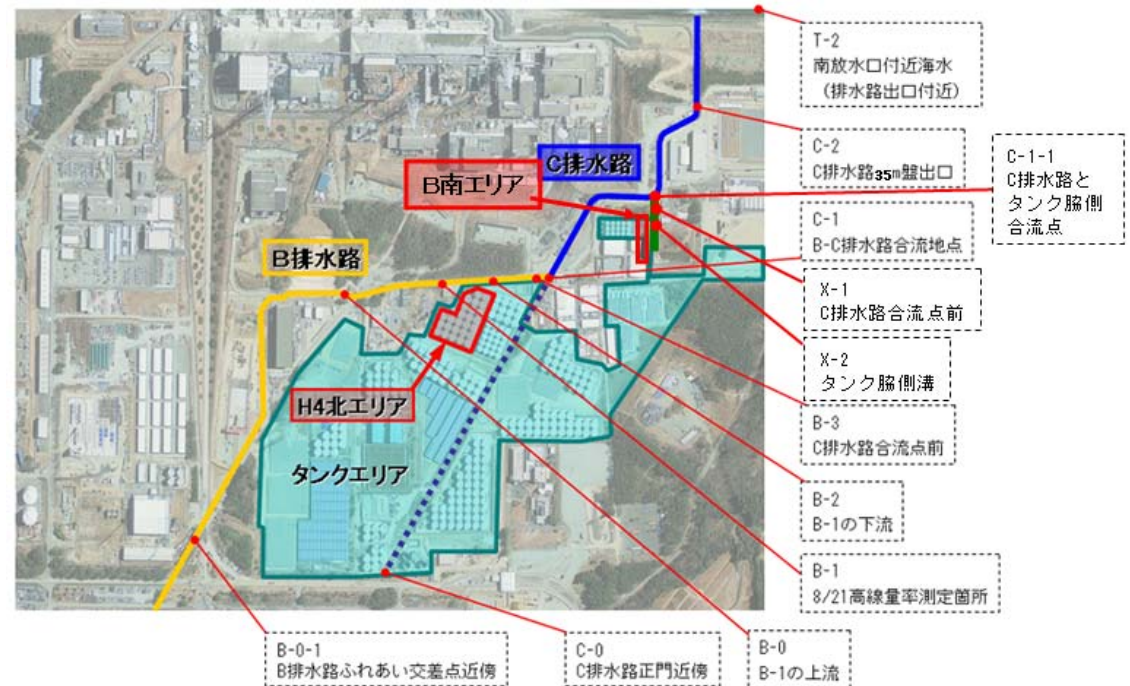 T-2
南放水口付近海水
（排水路出口付近）
C-2
C排水路35m盤出口
C-1-1
C排水路と
タンク脇側
合流点
C-1
B-C排水路合流地点
X-1
C排水路合流点前
X-2
タンク脇側溝
B-3
C排水路合流点前
B-2
B-1の下流
B-1
8/21高線量率測定箇所
B-0
B-1の上流
C-0
C排水路正門近傍
B-0-1
B排水路ふれあい交差点近傍
C排水路
B南エリア
B排水路
H4北エリア
タンクエリア